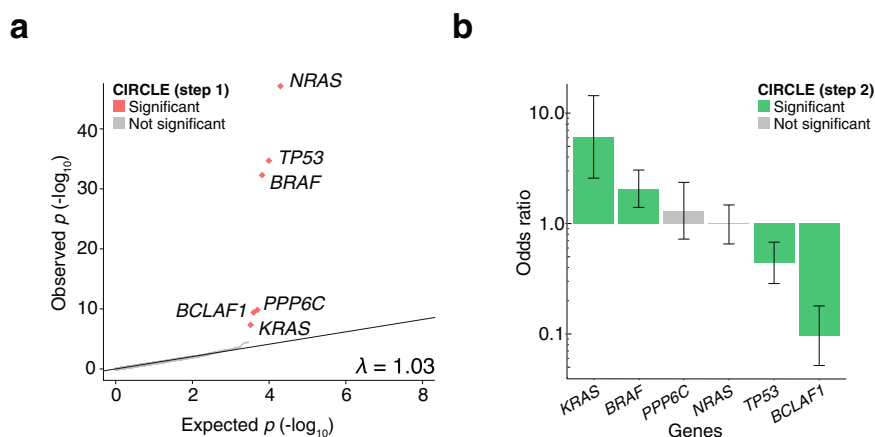 a
CIRCLE (step 1)
Significant
Not significant
NRAS
TP53
BRAF
BCLAF1
PPP6C
KRAS
λ = 1.03
40
30
20
10
0
Observed p (-log10)
0 2 4 6 8
Expected p (-log10)
b
CIRCLE (step 2)
Significant
Not significant
10.0
1.0
0.1
Odds ratio
KRAS
BRAF
PPP6C
NRAS
TP53
BCLAF1
Genes